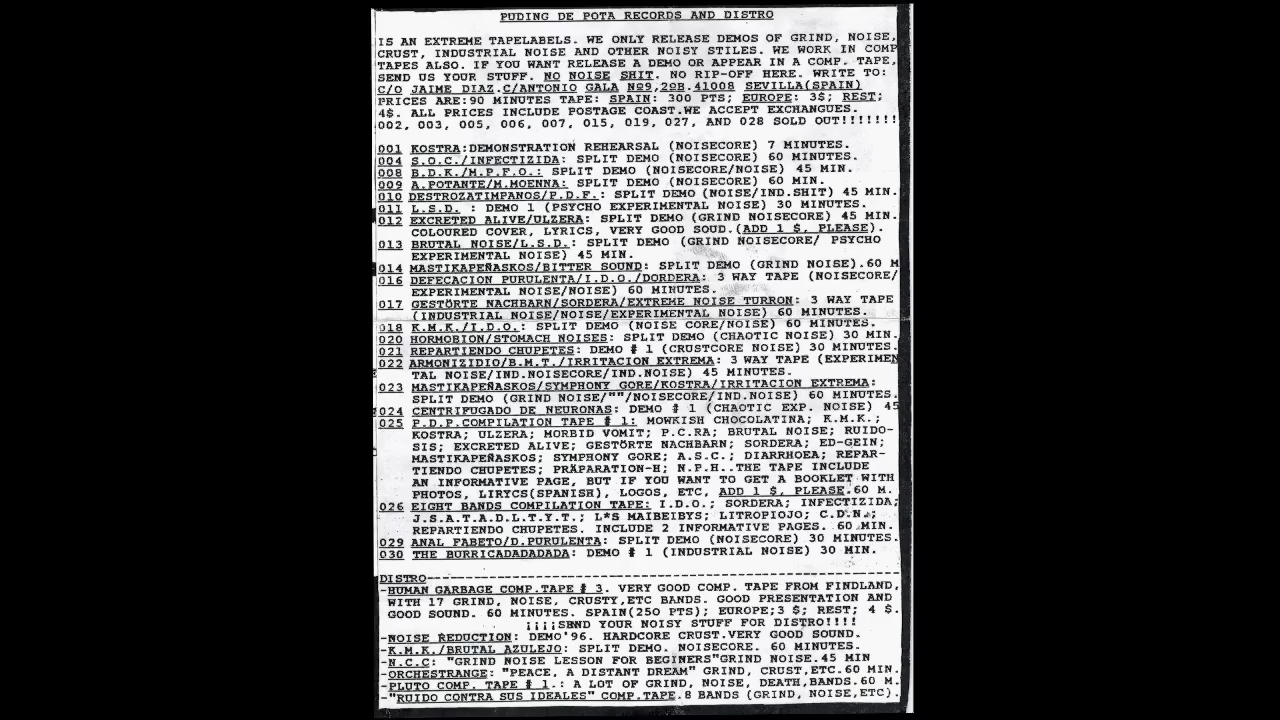 PUDING DE POTA RECORDS AND DISTRO
IS AN EXTREME TAPELABELS. WE ONLY RELEASE DEMOS OF GRIND, NOISE,
CRUST, INDUSTRIAL NOISE AND OTHER NOISY STILES. WE WORK IN COMP
TAPES ALSO. IF YOU WANT RELEASE A DEMO OR APPEAR IN A COMP. TAPE,
SEND US YOUR STUFF. NO NOISE SHIT. NO RIP-OFF HERE. WRITE TO:
C/O JAIME DIAZ.C/ANTONIO GALA Nº9,2ºB.41008 SEVILLA(SPAIN)
PRICES ARE:90 MINUTES TAPE: SPAIN: 300 PTS; EUROPE: 3$; REST;
4$. ALL PRICES INCLUDE POSTAGE COAST.WE ACCEPT EXCHANGUES.
002, 003, 005, 006, 007, 015, 019, 027, AND 028 SOLD OUT!!!!!!!
001 KOSTRA:DEMONSTRATION REHEARSAL (NOISECORE) 7 MINUTES.
004 S.O.C./INFECTIZIDA: SPLIT DEMO (NOISECORE) 60 MINUTES.
008 B.D.K./M.P.F.O.: SPLIT DEMO (NOISECORE/NOISE) 45 MIN.
009 A.POTANTE/M.MOENNA: SPLIT DEMO (NOISECORE) 60 MIN.
010 DESTROZATIMPANOS/P.D.F.: SPLIT DEMO (NOISE/IND.SHIT) 45 MIN.
011 L.S.D. : DEMO 1 (PSYCHO EXPERIMENTAL NOISE) 30 MINUTES.
012 EXCRETED ALIVE/ULZERA: SPLIT DEMO (GRIND NOISECORE) 45 MIN.
COLOURED COVER, LYRICS, VERY GOOD SOUD.(ADD 1 $, PLEASE).
013 BRUTAL NOISE/L.S.D.: SPLIT DEMO (GRIND NOISECORE/ PSYCHO
EXPERIMENTAL NOISE) 45 MIN.
014 MASTIKAPEÑASKOS/BITTER SOUND: SPLIT DEMO (GRIND NOISE).60 M
016 DEFECACION PURULENTA/I.D.O./DORDERA: 3 WAY TAPE (NOISECORE/
EXPERIMENTAL NOISE/NOISE) 60 MINUTES.
017 GESTÖRTE NACHBARN/SORDERA/EXTREME NOISE TURRON: 3 WAY TAPE
(INDUSTRIAL NOISE/NOISE/EXPERIMENTAL NOISE) 60 MINUTES.
018 K.M.K./I.D.O.: SPLIT DEMO (NOISE CORE/NOISE) 60 MINUTES.
020 HORMOBION/STOMACH NOISES: SPLIT DEMO (CHAOTIC NOISE) 30 MIN.
021 REPARTIENDO CHUPETES: DEMO # 1 (CRUSTCORE NOISE) 30 MINUTES.
022 ARMONIZIDIO/B.M.T./IRRITACION EXTREMA: 3 WAY TAPE (EXPERIMEN
TAL NOISE/IND.NOISECORE/IND.NOISE) 45 MINUTES.
023 MASTIKAPEÑASKOS/SYMPHONY GORE/KOSTRA/IRRITACION EXTREMA:
SPLIT DEMO (GRIND NOISE/""/NOISECORE/IND.NOISE) 60 MINUTES.
024 CENTRIFUGADO DE NEURONAS: DEMO # 1 (CHAOTIC EXP. NOISE) 45
025 P.D.P.COMPILATION TAPE # 1: MOWKISH CHOCOLATINA; K.M.K.;
KOSTRA; ULZERA; MORBID VOMIT; P.C.RA; BRUTAL NOISE; RUIDO-
SIS; EXCRETED ALIVE; GESTÖRTE NACHBARN; SORDERA; ED-GEIN;
MASTIKAPEÑASKOS; SYMPHONY GORE; A.S.C.; DIARRHOEA; REPAR-
TIENDO CHUPETES; PRÄPARATION-H; N.P.H..THE TAPE INCLUDE
AN INFORMATIVE PAGE, BUT IF YOU WANT TO GET A BOOKLET WITH
PHOTOS, LIRYCS(SPANISH), LOGOS, ETC, ADD 1 $, PLEASE.60 M.
026 EIGHT BANDS COMPILATION TAPE: I.D.O.; SORDERA; INFECTIZIDA;
J.S.A.T.A.D.L.T.Y.T.; L*S MAIBEIBYS; LITROPIOJO; C.D.N.;
REPARTIENDO CHUPETES. INCLUDE 2 INFORMATIVE PAGES. 60 MIN.
029 ANAL FABETO/D.PURULENTA: SPLIT DEMO (NOISECORE) 30 MINUTES.
030 THE BURRICADADADADA: DEMO # 1 (INDUSTRIAL NOISE) 30 MIN.
DISTRO------------------------------------------------------------
-HUMAN GARBAGE COMP.TAPE # 3. VERY GOOD COMP. TAPE FROM FINDLAND,
WITH 17 GRIND, NOISE, CRUSTY,ETC BANDS. GOOD PRESENTATION AND
GOOD SOUND. 60 MINUTES. SPAIN(250 PTS); EUROPE;3 $; REST; 4 $.
¡¡¡¡SEND YOUR NOISY STUFF FOR DISTRO!!!!
-NOISE REDUCTION: DEMO'96. HARDCORE CRUST.VERY GOOD SOUND.
-K.M.K./BRUTAL AZULEJO: SPLIT DEMO. NOISECORE. 60 MINUTES.
-N.C.C: "GRIND NOISE LESSON FOR BEGINERS"GRIND NOISE.45 MIN
-ORCHESTRANGE: "PEACE, A DISTANT DREAM" GRIND, CRUST,ETC.60 MIN.
-PLUTO COMP. TAPE # 1.: A LOT OF GRIND, NOISE, DEATH,BANDS.60 M.
-"RUIDO CONTRA SUS IDEALES" COMP.TAPE.8 BANDS (GRIND, NOISE,ETC).